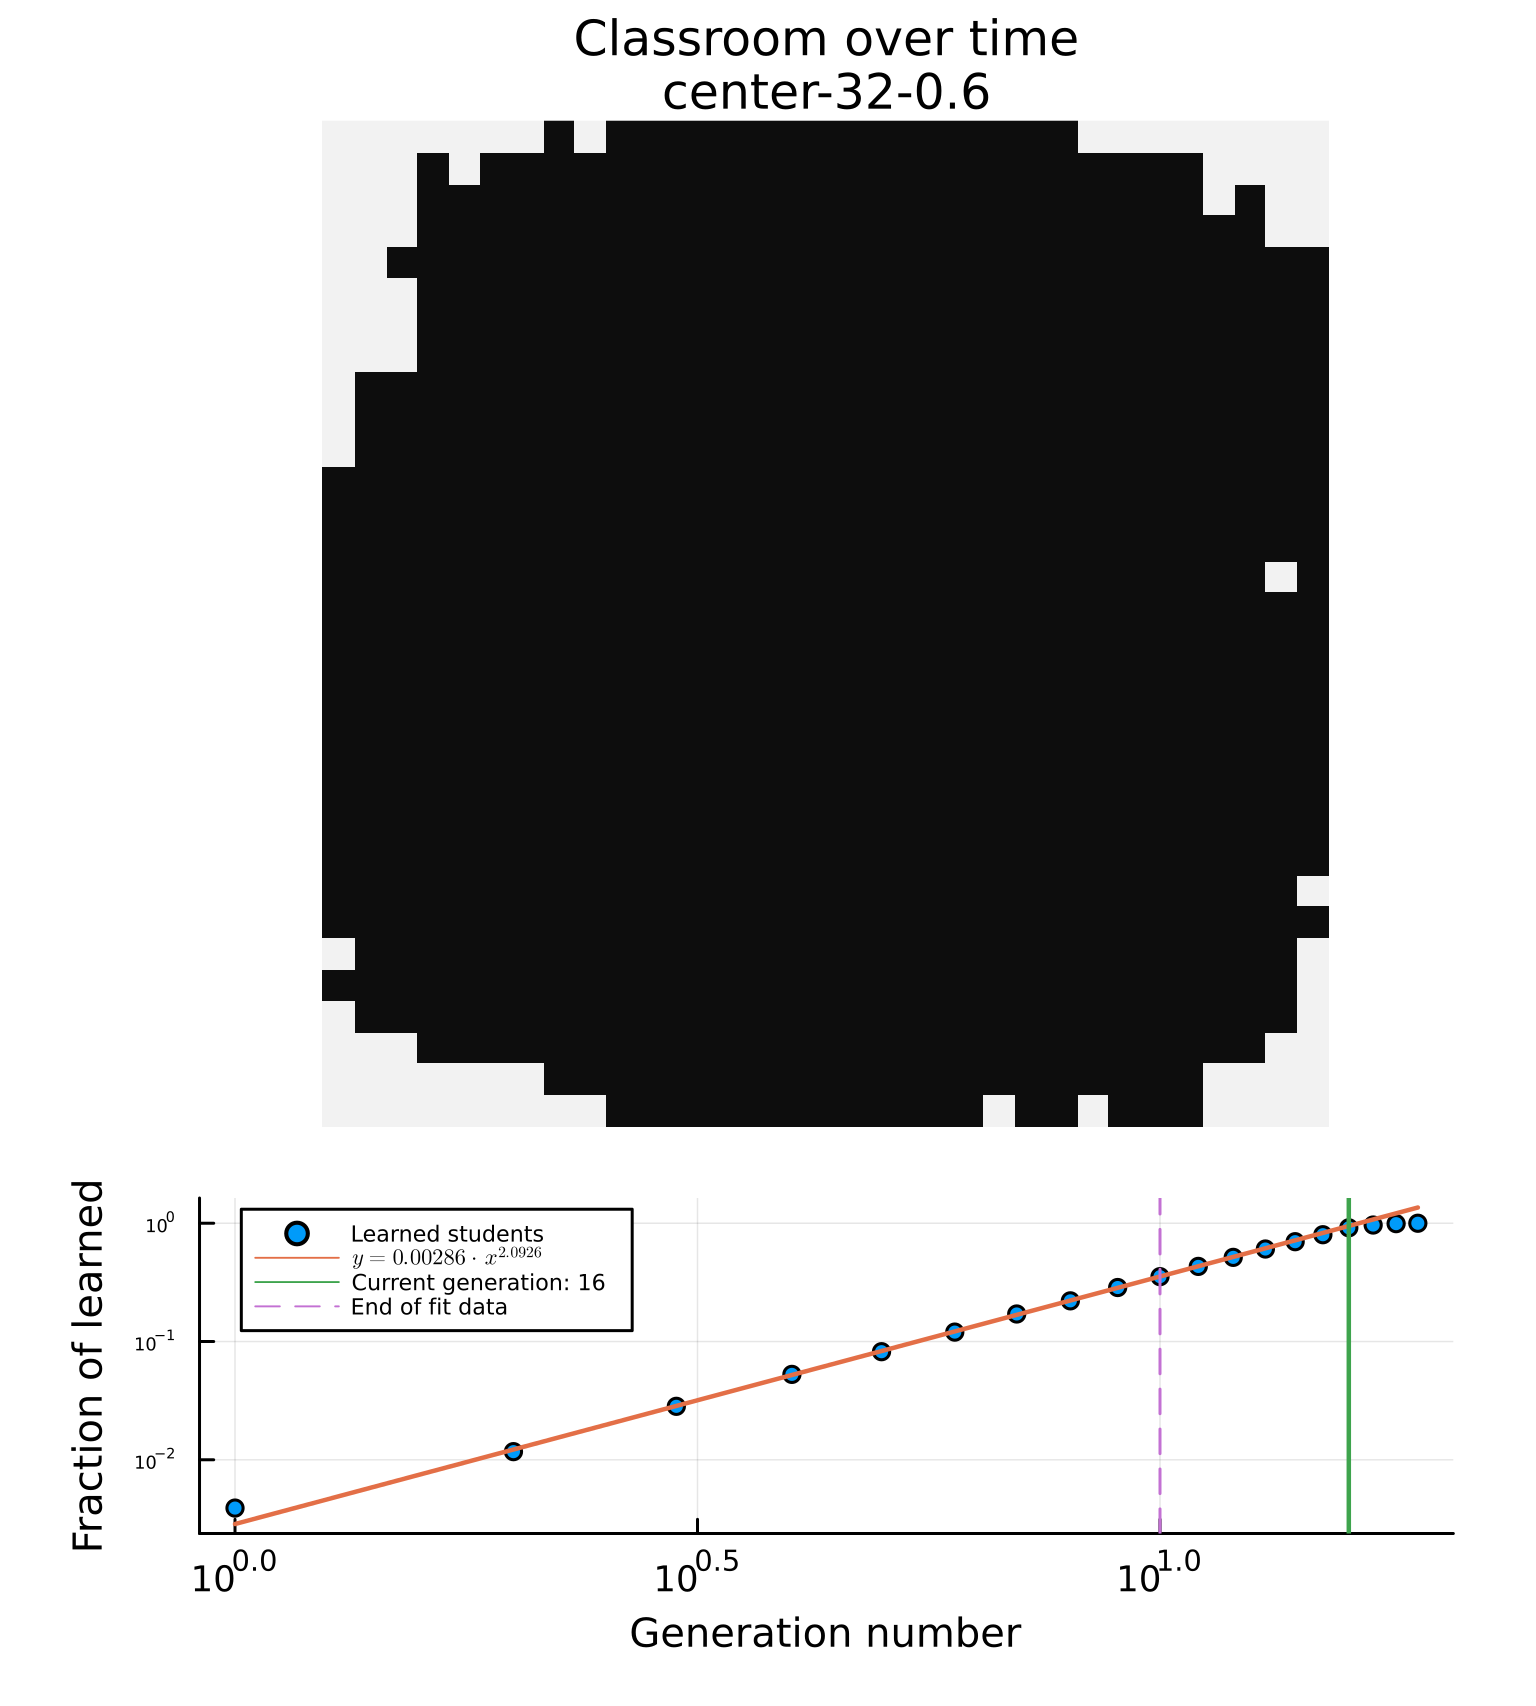 Classroom over time
center-32-0.6
Fraction of learned
10⁰
10⁻¹
10⁻²
Learned students
y = 0.00286 · x^2.0926
Current generation: 16
End of fit data
10^0.0 10^0.5 10^1.0
Generation number